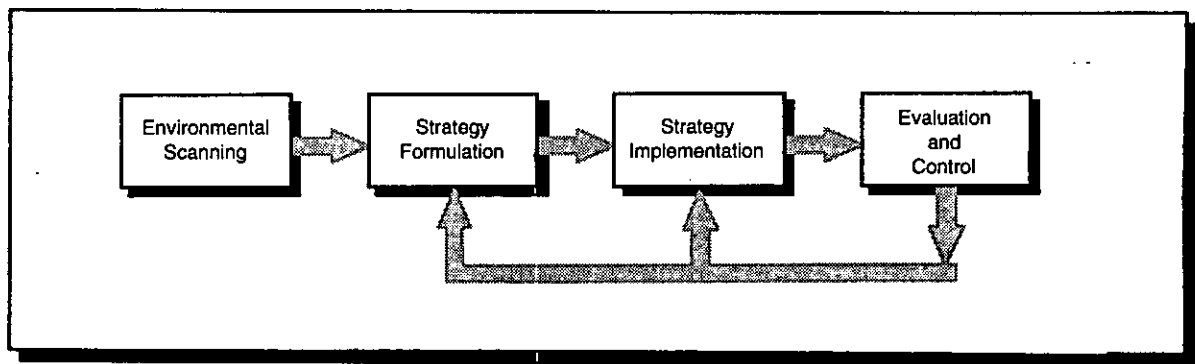 Environmental
Scanning
Strategy
Formulation
Strategy
Implementation
Evaluation
and
Control